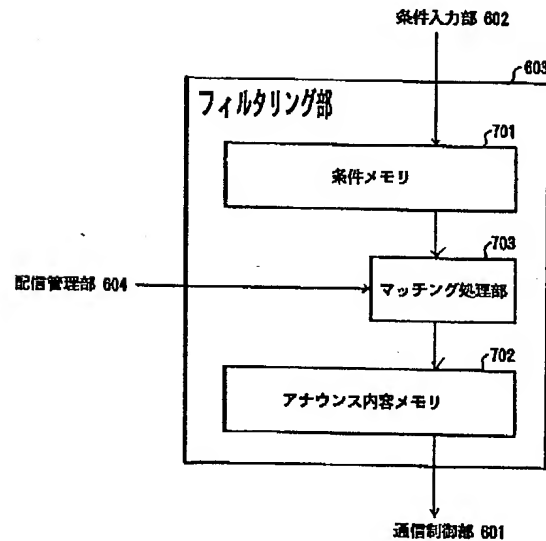 条件入力部 602
603
フィルタリング部
701
条件メモリ
703
配信管理部 604
マッチング処理部
702
アナウンス内容メモリ
通信制御部 601